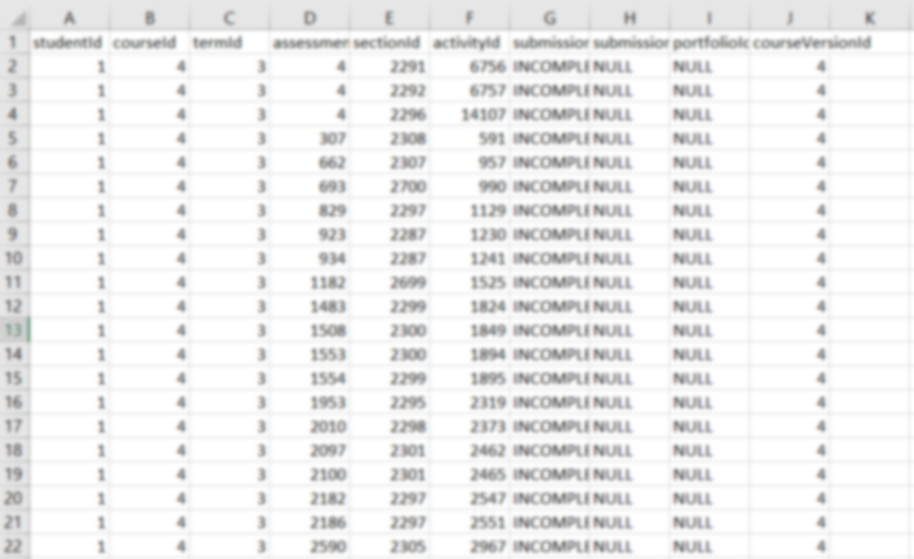 A B C D E F G H I J K
1 studentId courseId termId assessmen sectionId activityId submission submission portfolioId courseVersionId
2 1 4 3 4 2291 6756 INCOMPLE NULL NULL 4
3 1 4 3 4 2292 6757 INCOMPLE NULL NULL 4
4 1 4 3 4 2296 14107 INCOMPLE NULL NULL 4
5 1 4 3 307 2308 591 INCOMPLE NULL NULL 4
6 1 4 3 662 2307 957 INCOMPLE NULL NULL 4
7 1 4 3 693 2700 990 INCOMPLE NULL NULL 4
8 1 4 3 829 2297 1129 INCOMPLE NULL NULL 4
9 1 4 3 923 2287 1230 INCOMPLE NULL NULL 4
10 1 4 3 934 2287 1241 INCOMPLE NULL NULL 4
11 1 4 3 1182 2699 1525 INCOMPLE NULL NULL 4
12 1 4 3 1483 2299 1824 INCOMPLE NULL NULL 4
13 1 4 3 1508 2300 1849 INCOMPLE NULL NULL 4
14 1 4 3 1553 2300 1894 INCOMPLE NULL NULL 4
15 1 4 3 1554 2299 1895 INCOMPLE NULL NULL 4
16 1 4 3 1953 2295 2319 INCOMPLE NULL NULL 4
17 1 4 3 2010 2298 2373 INCOMPLE NULL NULL 4
18 1 4 3 2097 2301 2462 INCOMPLE NULL NULL 4
19 1 4 3 2100 2301 2465 INCOMPLE NULL NULL 4
20 1 4 3 2182 2297 2547 INCOMPLE NULL NULL 4
21 1 4 3 2186 2297 2551 INCOMPLE NULL NULL 4
22 1 4 3 2590 2305 2967 INCOMPLE NULL NULL 4